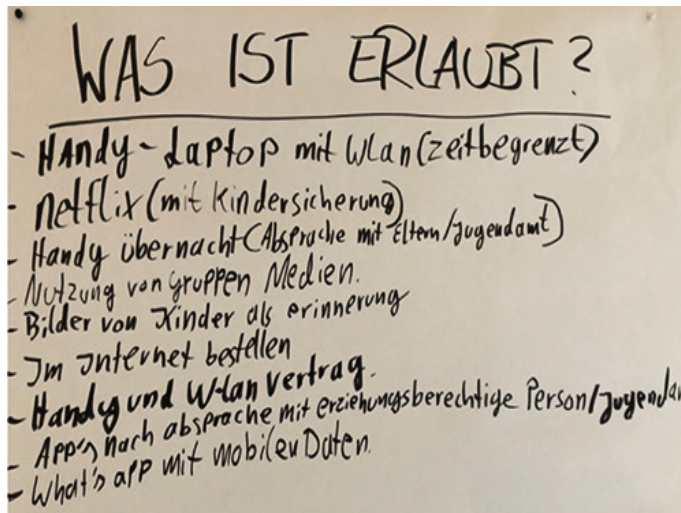 WAS IST ERLAUBT?
- Handy-Laptop mit Wlan (zeitbegrenzt)
- netflix (mit Kindersicherung)
- Handy übernacht (Absprache mit Eltern/Jugendamt)
- Nutzung von gruppen Medien.
- Bilder von Kinder als erinnerung
- Im Internet bestellen
- Handy und W-lan Vertrag.
- App's nach absprache mit erziehungsberechtige Person/Jugendam
- What's app mit mobilen Daten.